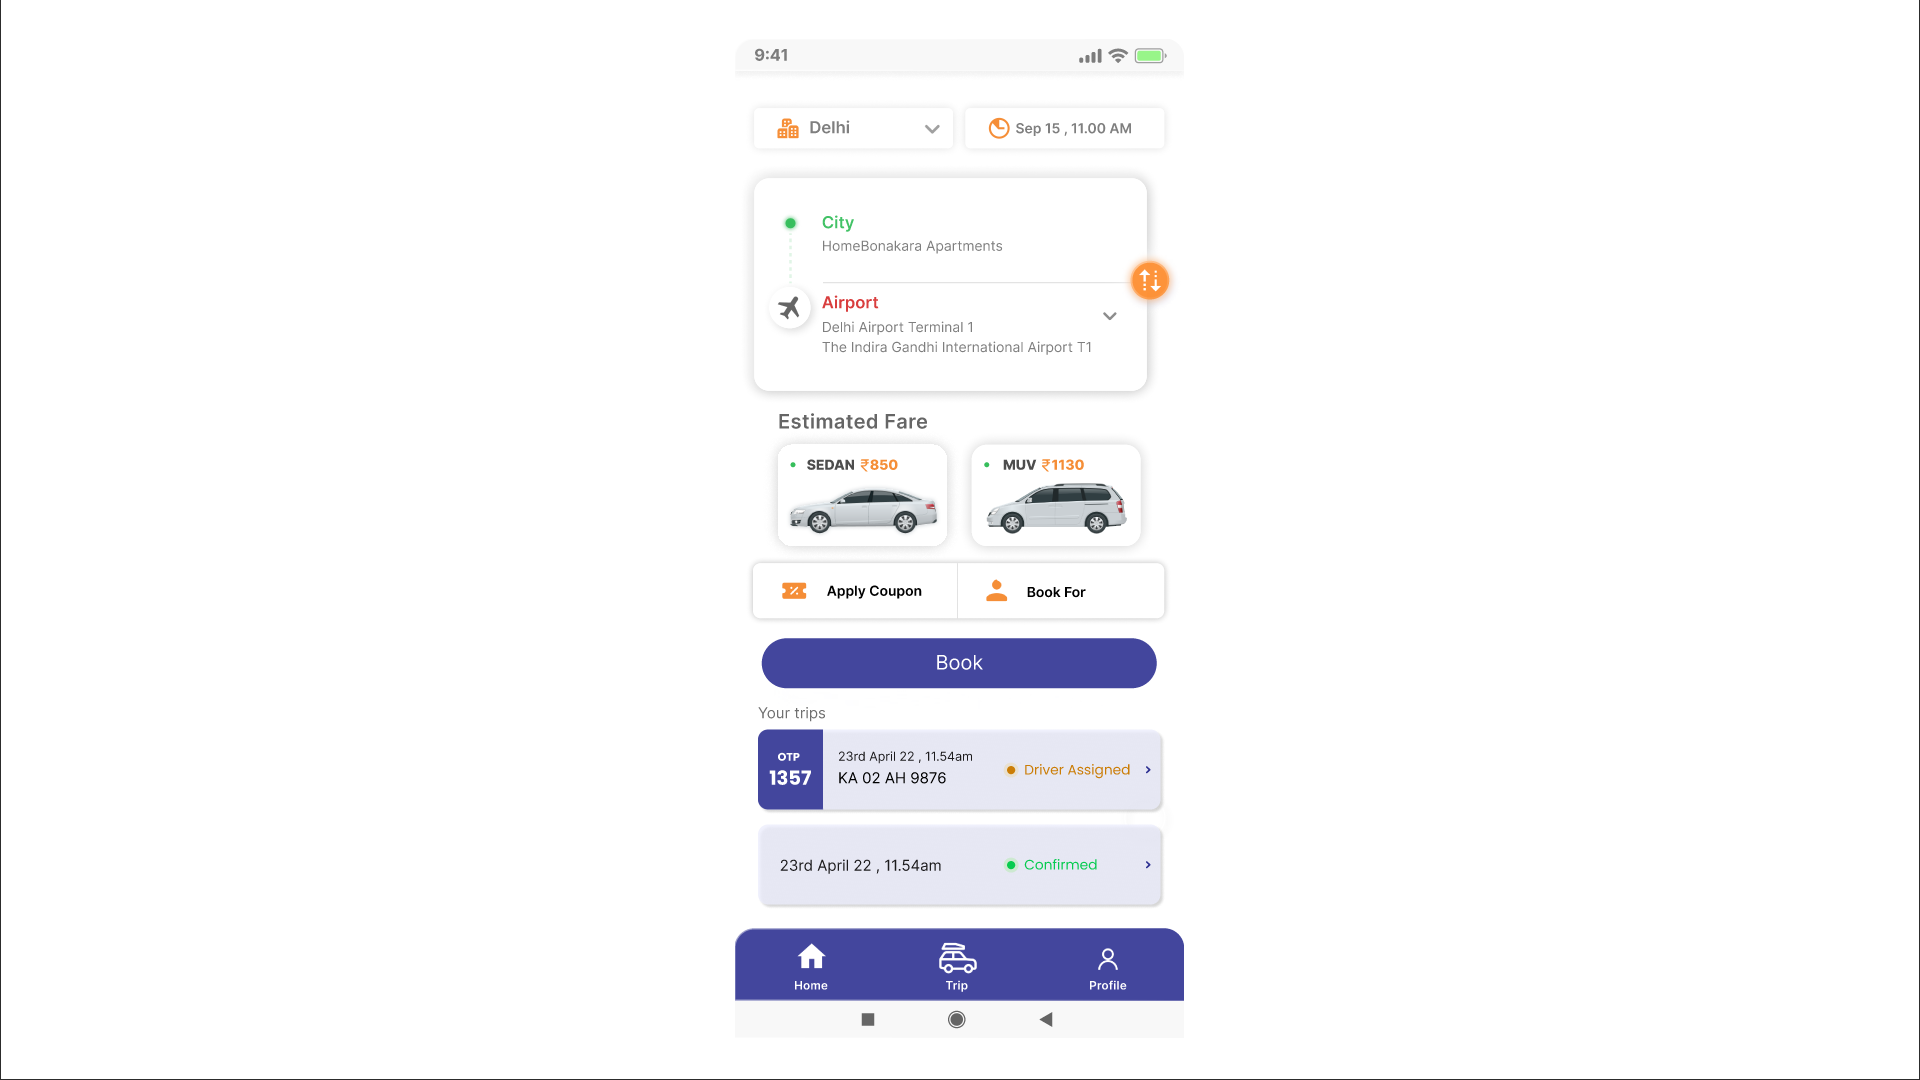 9:41
Delhi
Sep 15 , 11.00 AM
City
HomeBonakara Apartments
Airport
Delhi Airport Terminal 1
The Indira Gandhi International Airport T1
Estimated Fare
SEDAN ₹850
MUV ₹1130
Apply Coupon
Book For
Book
Your trips
OTP
1357
23rd April 22 , 11.54am
KA 02 AH 9876
Driver Assigned
23rd April 22 , 11.54am
Confirmed
Home
Trip
Profile